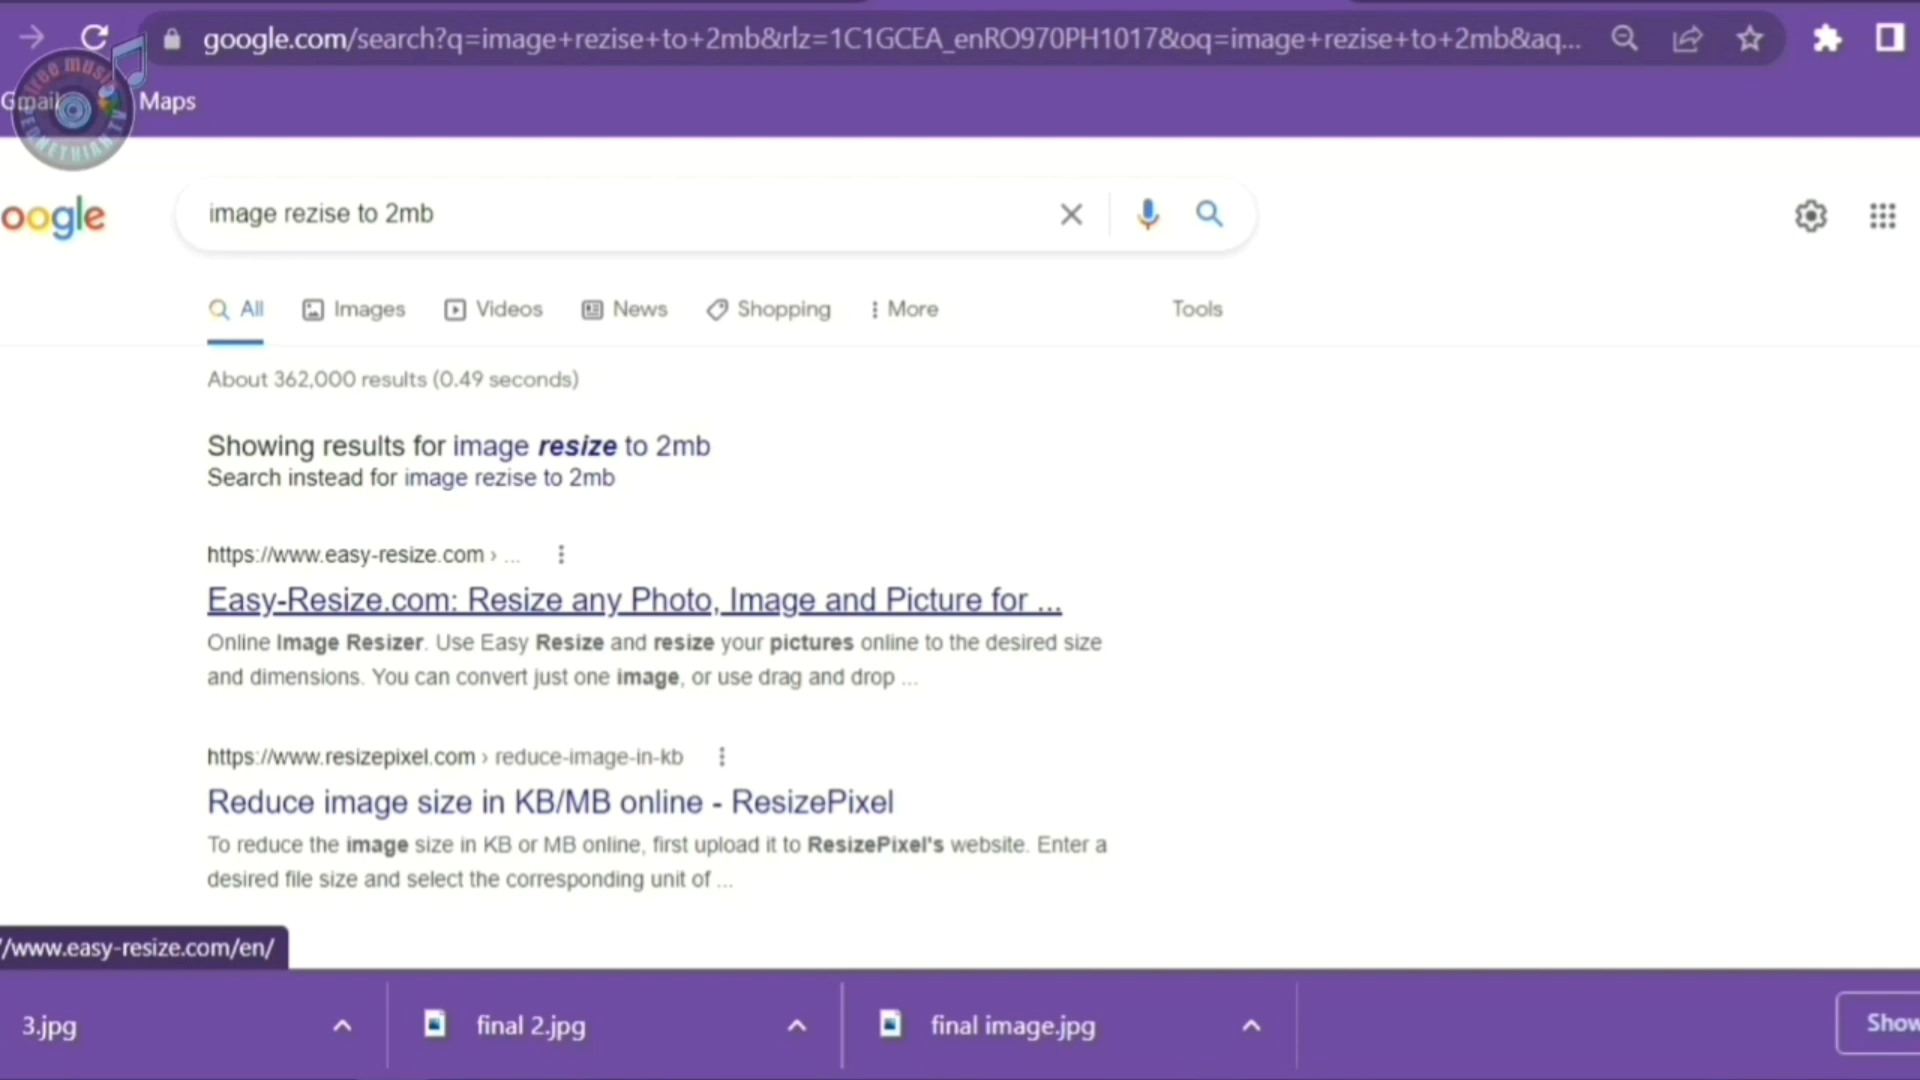 google.com/search?q=image+rezise+to+2mb&rlz=1C1GCEA_enRO970PH1017&oq=image+rezise+to+2mb&aq...
free music
EDNETHIAN TV
Gmail Maps
oogle image rezise to 2mb
All Images Videos News Shopping More Tools
About 362,000 results (0.49 seconds)
Showing results for image resize to 2mb
Search instead for image rezise to 2mb
https://www.easy-resize.com › ...
Easy-Resize.com: Resize any Photo, Image and Picture for ...
Online Image Resizer. Use Easy Resize and resize your pictures online to the desired size
and dimensions. You can convert just one image, or use drag and drop ...
https://www.resizepixel.com › reduce-image-in-kb
Reduce image size in KB/MB online - ResizePixel
To reduce the image size in KB or MB online, first upload it to ResizePixel's website. Enter a
desired file size and select the corresponding unit of ...
/www.easy-resize.com/en/
3.jpg final 2.jpg final image.jpg Show